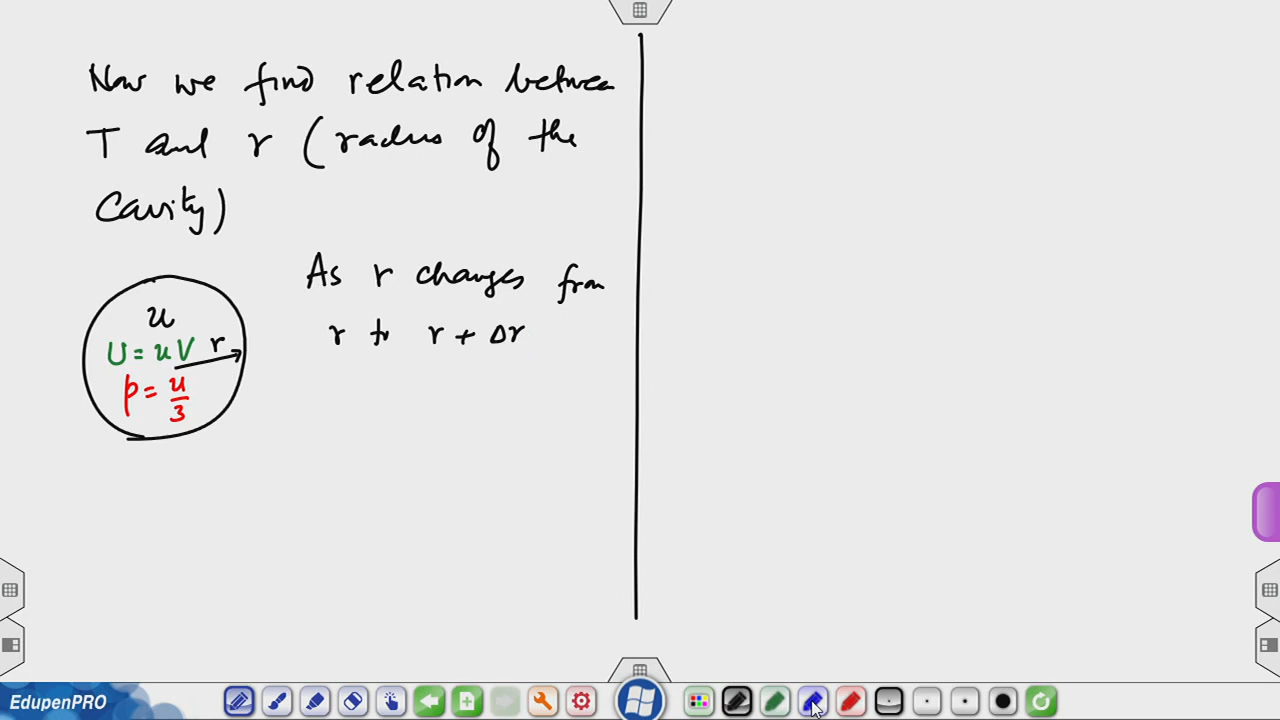 Now we find relation between
T and r (radius of the
Cavity)
As r changes from
r to r + Δr
u
U = uV
r
p = u/3
EdupenPRO